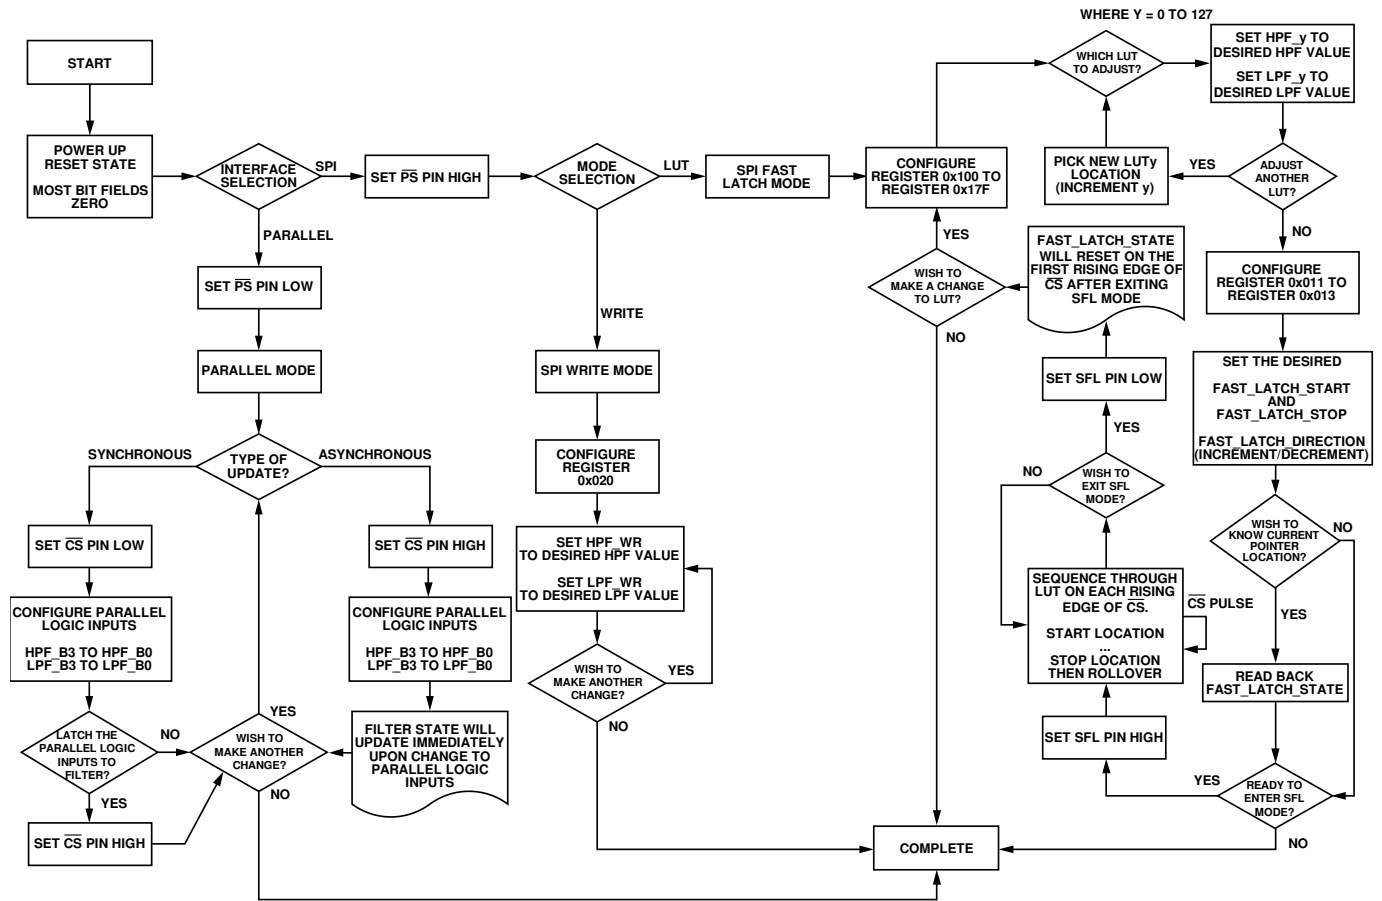 WHERE Y = 0 TO 127
START
POWER UP
RESET STATE
MOST BIT FIELDS
ZERO
INTERFACE
SELECTION
SPI
PARALLEL
SET P̅S̅ PIN HIGH
MODE
SELECTION
LUT
WRITE
SPI FAST
LATCH MODE
CONFIGURE
REGISTER 0x100 TO
REGISTER 0x17F
WHICH LUT
TO ADJUST?
SET HPF_y TO
DESIRED HPF VALUE
SET LPF_y TO
DESIRED LPF VALUE
ADJUST
ANOTHER
LUT?
YES
PICK NEW LUTy
LOCATION
(INCREMENT y)
NO
CONFIGURE
REGISTER 0x011 TO
REGISTER 0x013
SET THE DESIRED
FAST_LATCH_START
AND
FAST_LATCH_STOP
FAST_LATCH_DIRECTION
(INCREMENT/DECREMENT)
WISH TO
KNOW CURRENT
POINTER
LOCATION?
NO
YES
READ BACK
FAST_LATCH_STATE
READY TO
ENTER SFL
MODE?
YES
NO
SET SFL PIN HIGH
SEQUENCE THROUGH
LUT ON EACH RISING
EDGE OF C̅S̅.
START LOCATION
...
STOP LOCATION
THEN ROLLOVER
C̅S̅ PULSE
WISH TO
EXIT SFL
MODE?
NO
YES
SET SFL PIN LOW
FAST_LATCH_STATE
WILL RESET ON THE
FIRST RISING EDGE OF
C̅S̅ AFTER EXITING
SFL MODE
WISH TO
MAKE A CHANGE
TO LUT?
YES
NO
SET P̅S̅ PIN LOW
PARALLEL MODE
TYPE OF
UPDATE?
SYNCHRONOUS
ASYNCHRONOUS
SET C̅S̅ PIN LOW
CONFIGURE PARALLEL
LOGIC INPUTS
HPF_B3 TO HPF_B0
LPF_B3 TO LPF_B0
LATCH THE
PARALLEL LOGIC
INPUTS TO
FILTER?
NO
YES
SET C̅S̅ PIN HIGH
SET C̅S̅ PIN HIGH
CONFIGURE PARALLEL
LOGIC INPUTS
HPF_B3 TO HPF_B0
LPF_B3 TO LPF_B0
FILTER STATE WILL
UPDATE IMMEDIATELY
UPON CHANGE TO
PARALLEL LOGIC
INPUTS
WISH TO
MAKE ANOTHER
CHANGE?
YES
NO
SPI WRITE MODE
CONFIGURE
REGISTER
0x020
SET HPF_WR
TO DESIRED HPF VALUE
SET LPF_WR
TO DESIRED LPF VALUE
WISH TO
MAKE ANOTHER
CHANGE?
YES
NO
COMPLETE